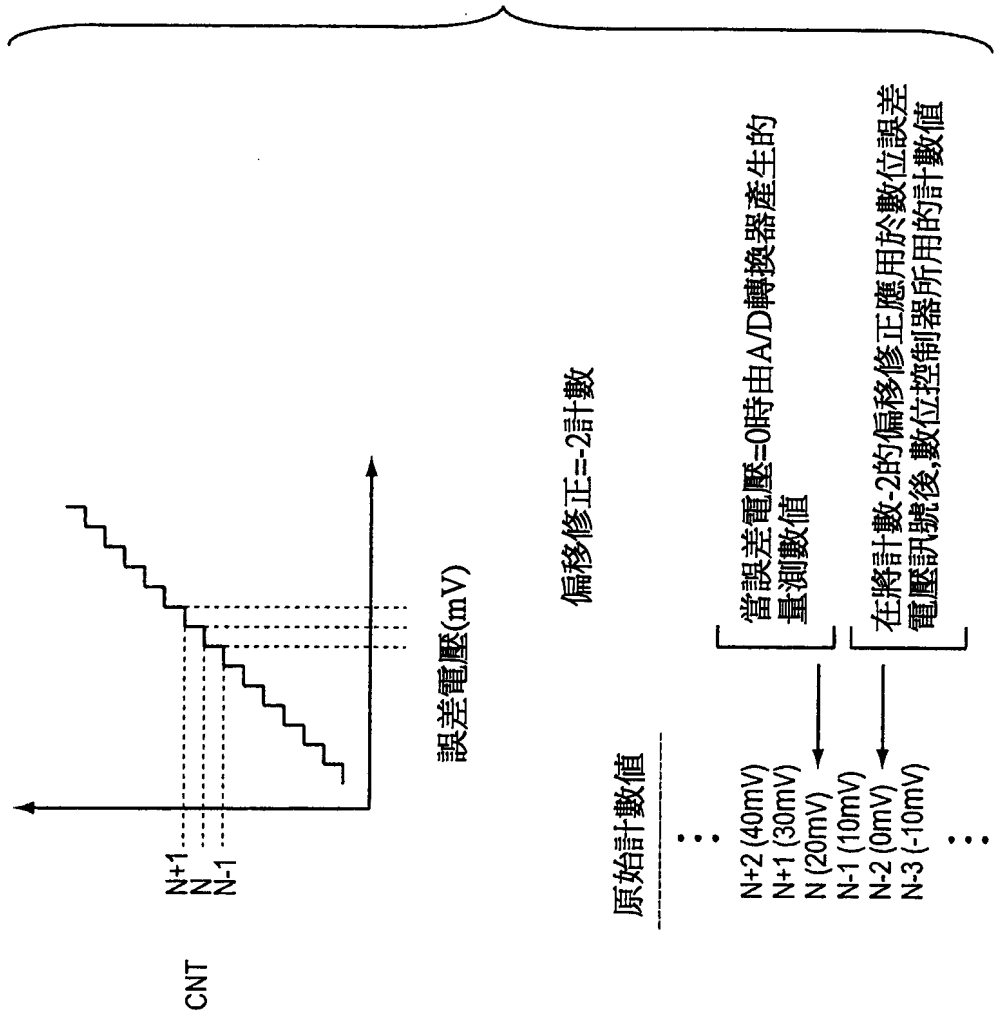 CNT
N+1
N
N-1
誤差電壓(mV)
偏移修正=-2計數
原始計數值
N+2 (40mV)
N+1 (30mV)
N (20mV)
N-1 (10mV)
N-2 (0mV)
N-3 (-10mV)
當誤差電壓=0時由A/D轉換器產生的
量測數值
在將計數-2的偏移修正應用於數位誤差
電壓訊號後,數位控制器所用的計數值